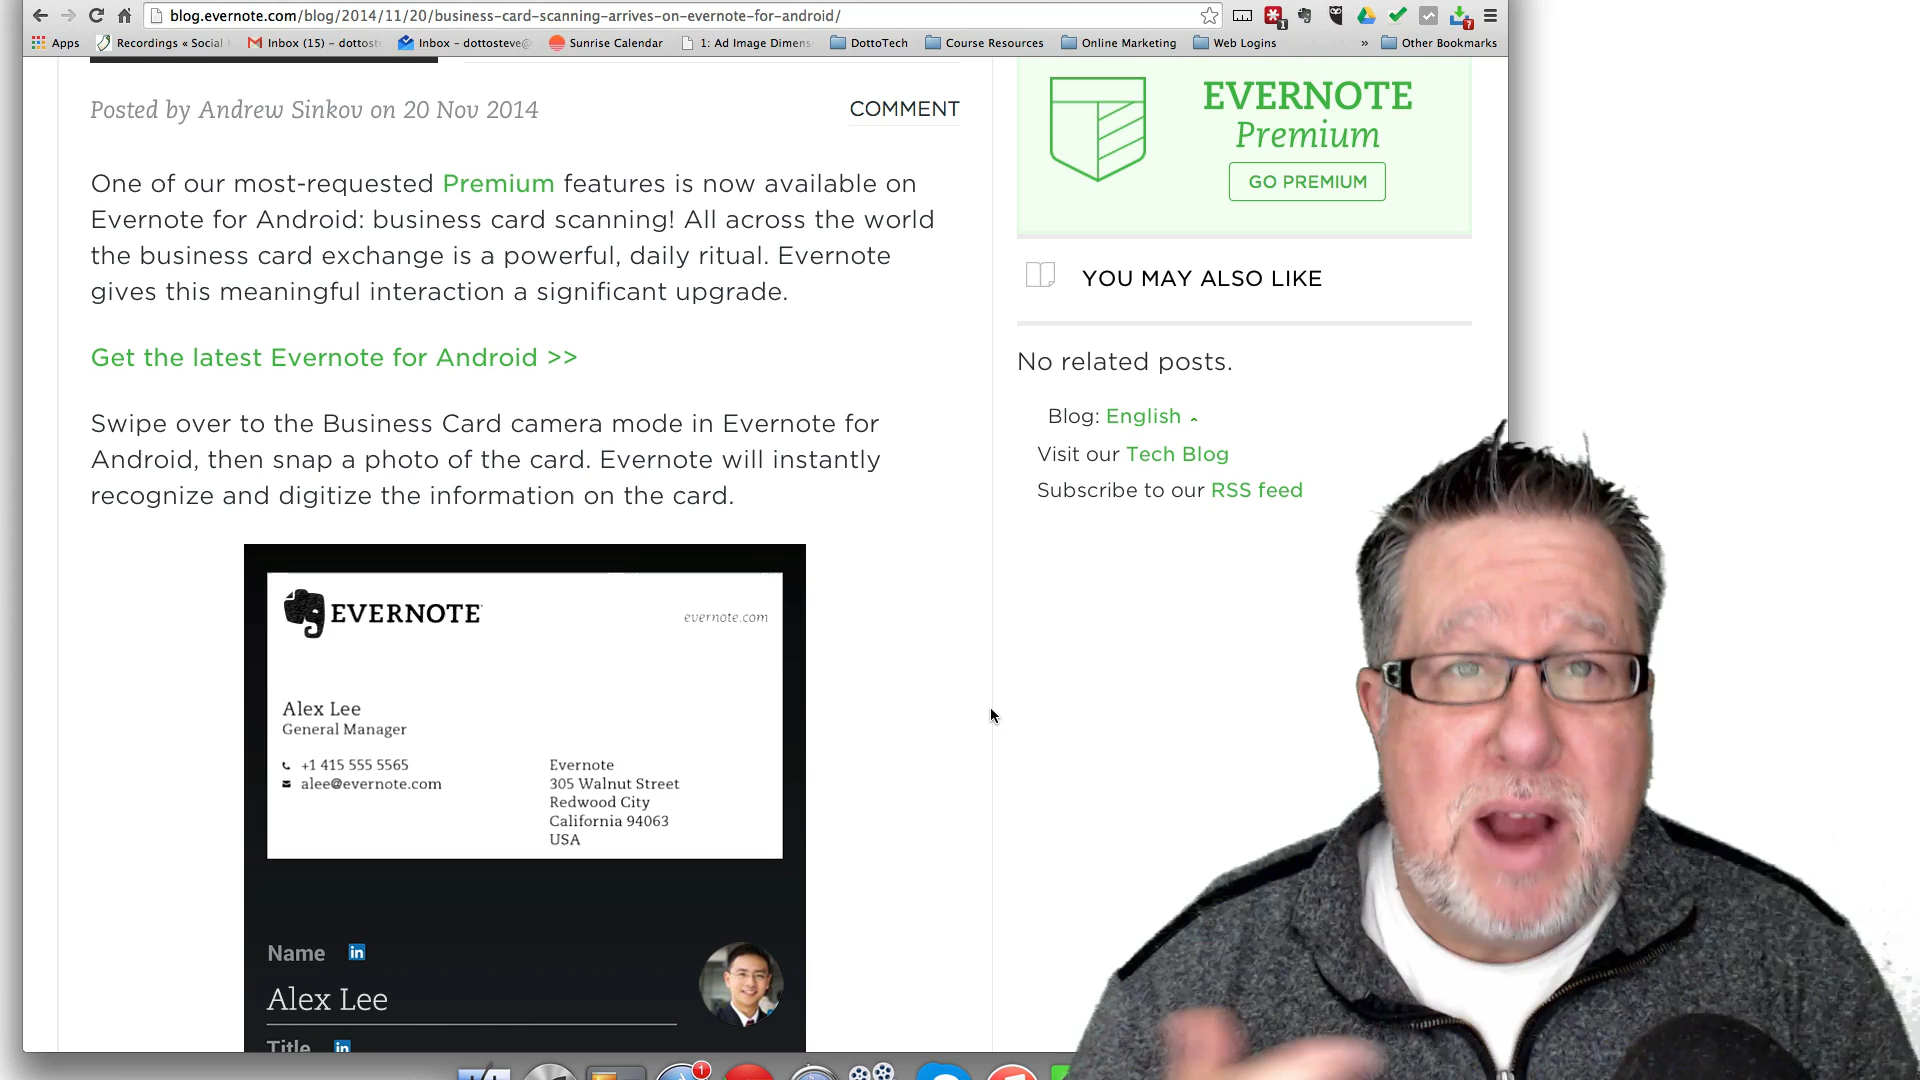 blog.evernote.com/blog/2014/11/20/business-card-scanning-arrives-on-evernote-for-android/
Apps
Recordings « Social
Inbox (15) – dottost
Inbox – dottosteve@
Sunrise Calendar
1: Ad Image Dimens
DottoTech
Course Resources
Online Marketing
Web Logins
»
Other Bookmarks
Posted by Andrew Sinkov on 20 Nov 2014
COMMENT
One of our most-requested Premium features is now available on
Evernote for Android: business card scanning! All across the world
the business card exchange is a powerful, daily ritual. Evernote
gives this meaningful interaction a significant upgrade.
Get the latest Evernote for Android >>
Swipe over to the Business Card camera mode in Evernote for
Android, then snap a photo of the card. Evernote will instantly
recognize and digitize the information on the card.
EVERNOTE
evernote.com
Alex Lee
General Manager
+1 415 555 5565
alee@evernote.com
Evernote
305 Walnut Street
Redwood City
California 94063
USA
Name in
Alex Lee
Title in
EVERNOTE
Premium
GO PREMIUM
YOU MAY ALSO LIKE
No related posts.
Blog: English
Visit our Tech Blog
Subscribe to our RSS feed
1
1
7